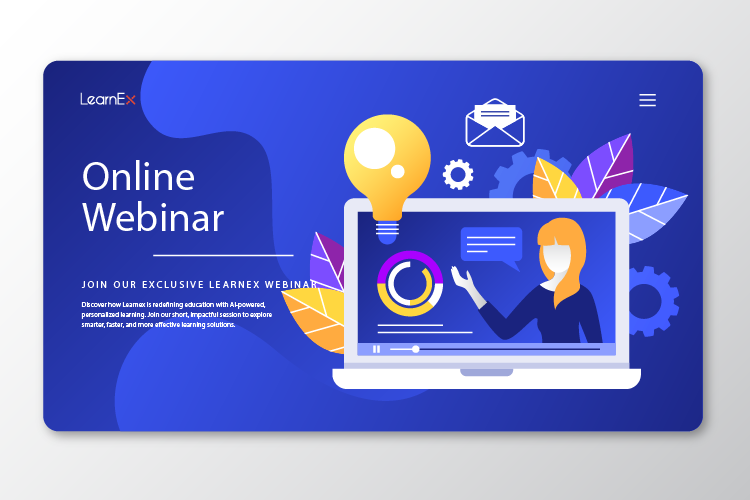 LearnEx
Online
Webinar
JOIN OUR EXCLUSIVE LEARNEX WEBINAR
Discover how Learnex is redefining education with AI-powered,
personalized learning. Join our short, impactful session to explore
smarter, faster, and more effective learning solutions.